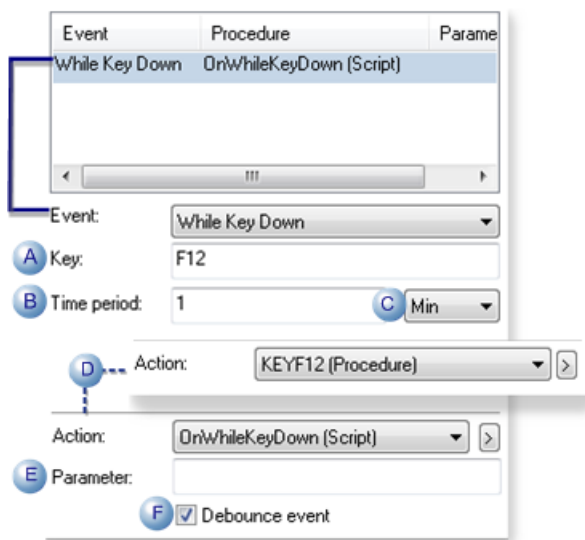 Event Procedure Parame
While Key Down OnWhileKeyDown (Script)
Event: While Key Down
A Key: F12
B Time period: 1 C Min
D Action: KEYF12 (Procedure) >
Action: OnWhileKeyDown (Script) >
E Parameter:
F Debounce event